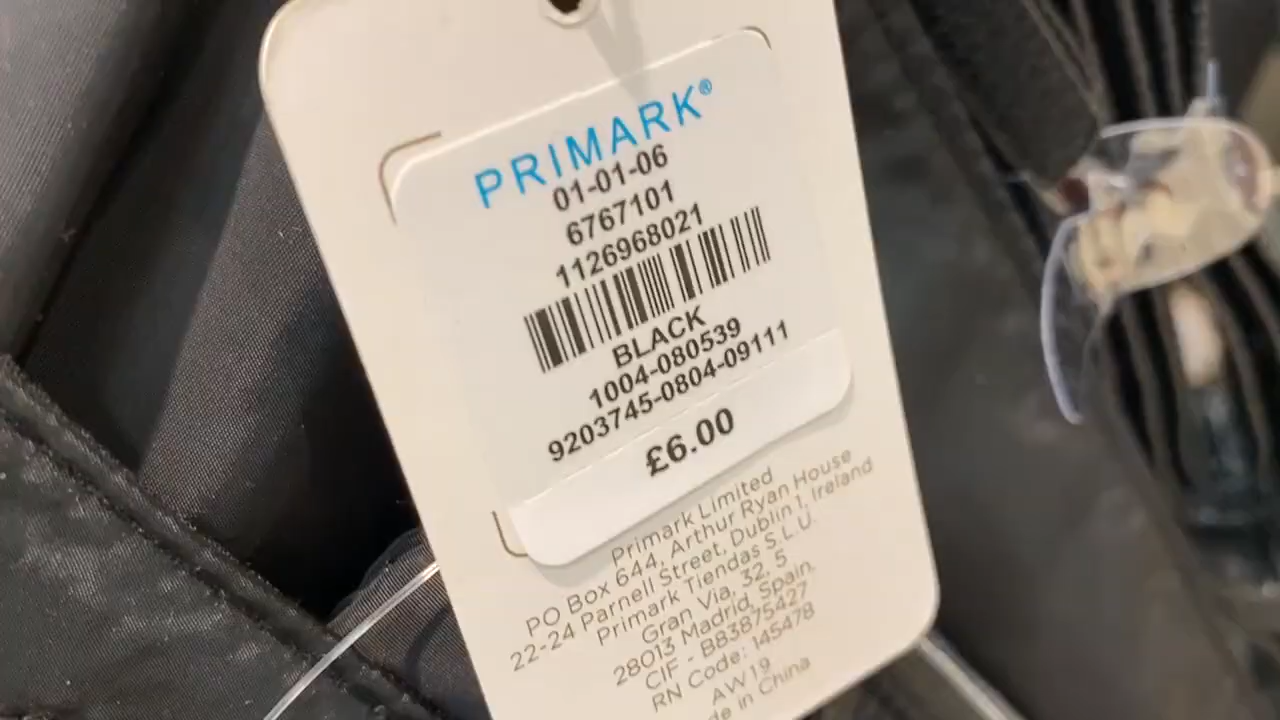 PRIMARK®
01-01-06
6767101
1126968021
BLACK
1004-080539
9203745-0804-09111
£6.00
Primark Limited
PO Box 644, Arthur Ryan House
22-24 Parnell Street, Dublin 1, Ireland
Primark Tiendas S.L.U.
Gran Via, 32, 5
28013 Madrid, Spain.
CIF - B83875427
RN Code: 145478
AW19
de in China